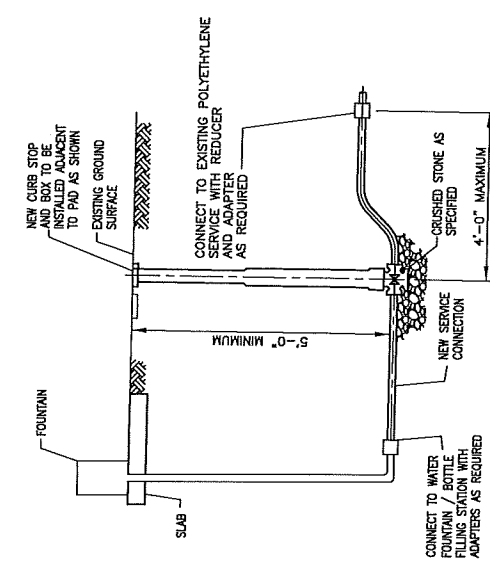 FOUNTAIN
NEW CURB STOP
AND BOX TO BE
INSTALLED ADJACENT
TO PAD AS SHOWN
EXISTING GROUND
SURFACE
CONNECT TO EXISTING POLYETHYLENE
SERVICE WITH REDUCER
AND ADAPTER
AS REQUIRED
SLAB
5'-0" MINIMUM
CRUSHED STONE AS
SPECIFIED
4'-0" MAXIMUM
NEW SERVICE
CONNECTION
CONNECT TO WATER
FOUNTAIN / BOTTLE
FILLING STATION WITH
ADAPTERS AS REQUIRED